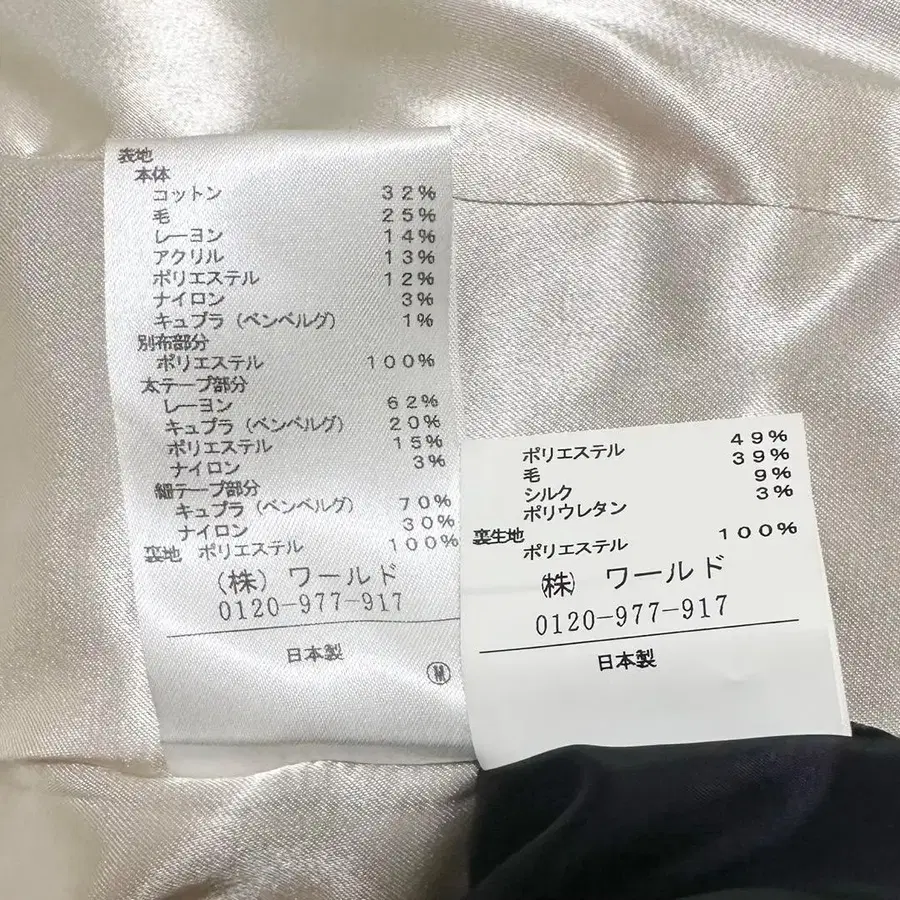 表地
本体
コットン 32%
毛 25%
レーヨン 14%
アクリル 13%
ポリエステル 12%
ナイロン 3%
キュプラ(ベンベルグ) 1%
別布部分
ポリエステル 100%
太テープ部分
レーヨン 62%
キュプラ(ベンベルグ) 20%
ポリエステル 15%
ナイロン 3%
細テープ部分
キュプラ(ベンベルグ) 70%
ナイロン 30%
裏地 ポリエステル 100%
(株) ワールド
0120-977-917
日本製
M
ポリエステル 49%
毛 39%
シルク 9%
ポリウレタン 3%
裏生地
ポリエステル 100%
(株) ワールド
0120-977-917
日本製